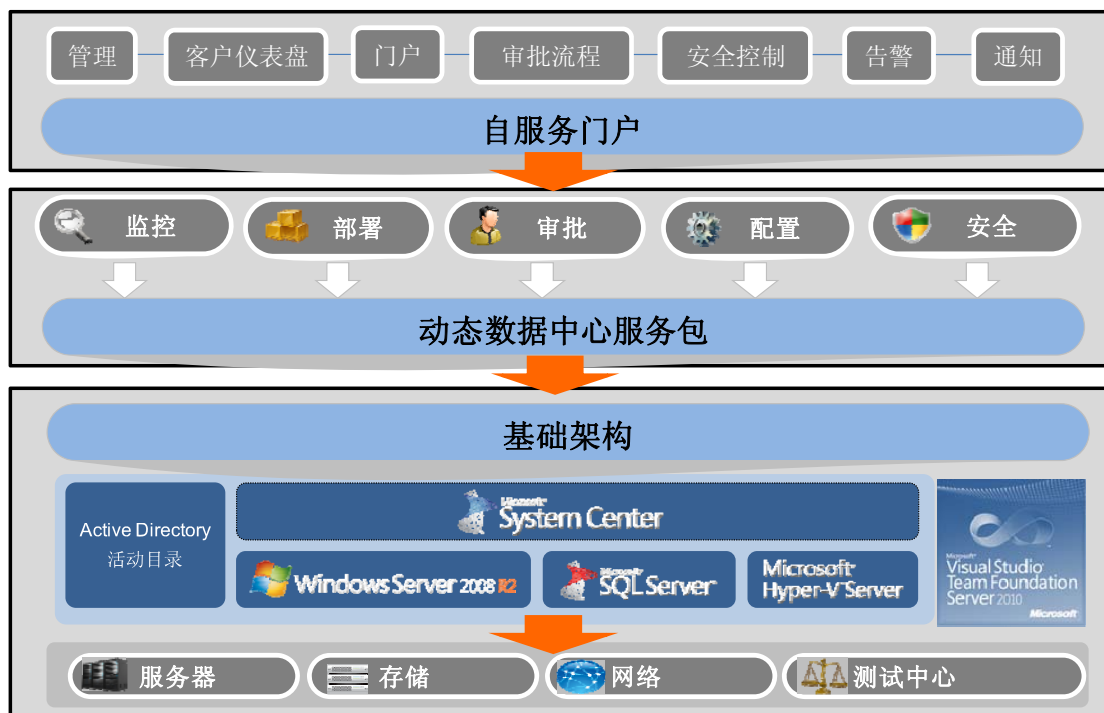 管理
客户仪表盘
门户
审批流程
安全控制
告警
通知
自服务门户
监控
部署
审批
配置
安全
动态数据中心服务包
基础架构
Active Directory
活动目录
Microsoft
System Center
Windows Server 2008 R2
Microsoft
SQL Server
Microsoft
Hyper-V Server
Microsoft
Visual Studio
Team Foundation
Server 2010
Microsoft
服务器
存储
网络
测试中心